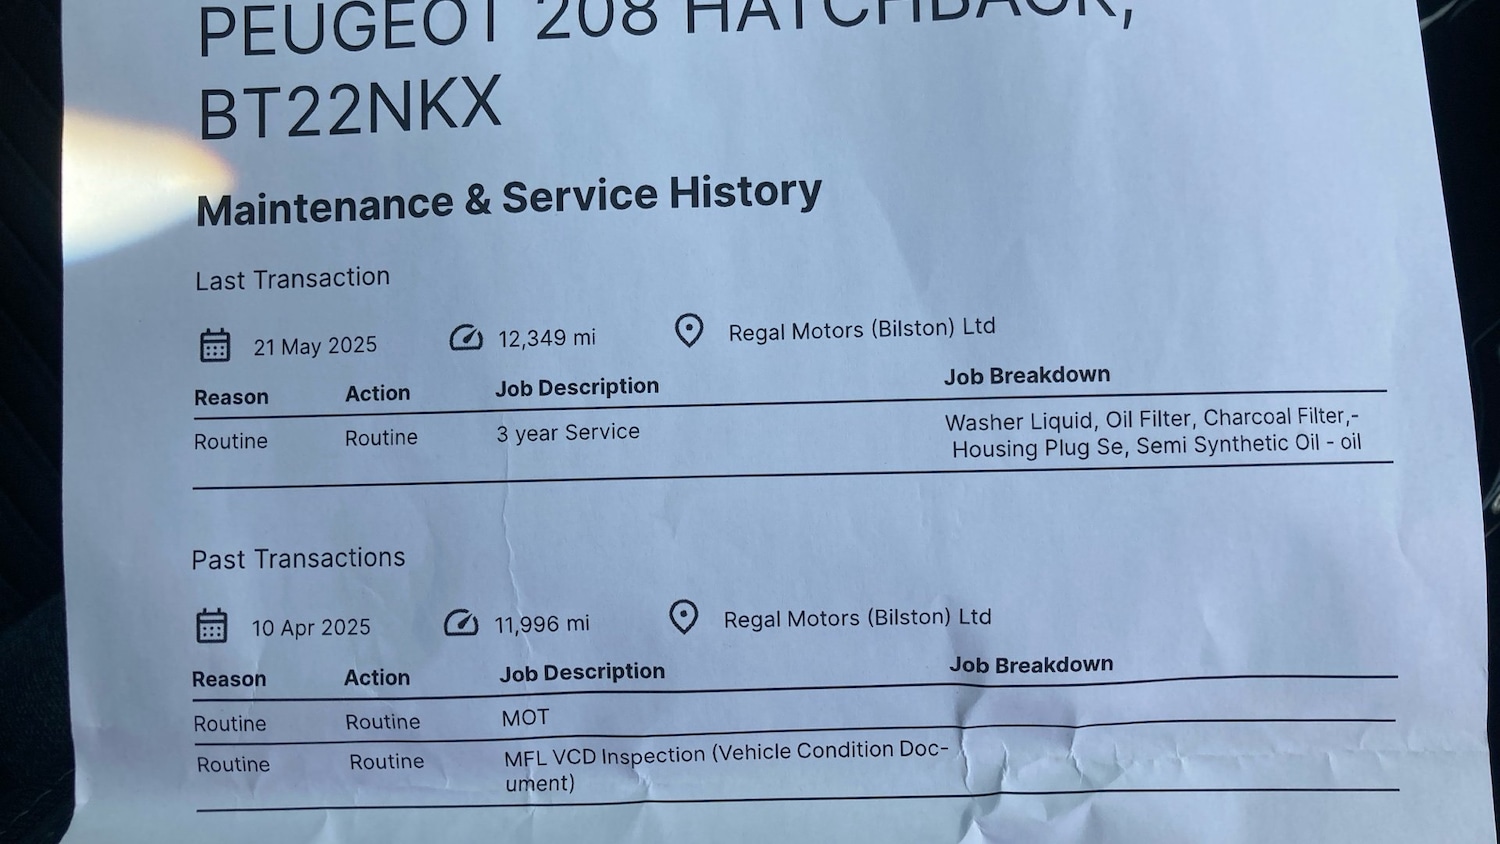 PEUGEOT 208 HATCHBACK,
BT22NKX
Maintenance & Service History
Last Transaction
21 May 2025 12,349 mi Regal Motors (Bilston) Ltd
Reason Action Job Description Job Breakdown
Routine Routine 3 year Service Washer Liquid, Oil Filter, Charcoal Filter,-
Housing Plug Se, Semi Synthetic Oil - oil
Past Transactions
10 Apr 2025 11,996 mi Regal Motors (Bilston) Ltd
Reason Action Job Description Job Breakdown
Routine Routine MOT
Routine Routine MFL VCD Inspection (Vehicle Condition Doc-
ument)